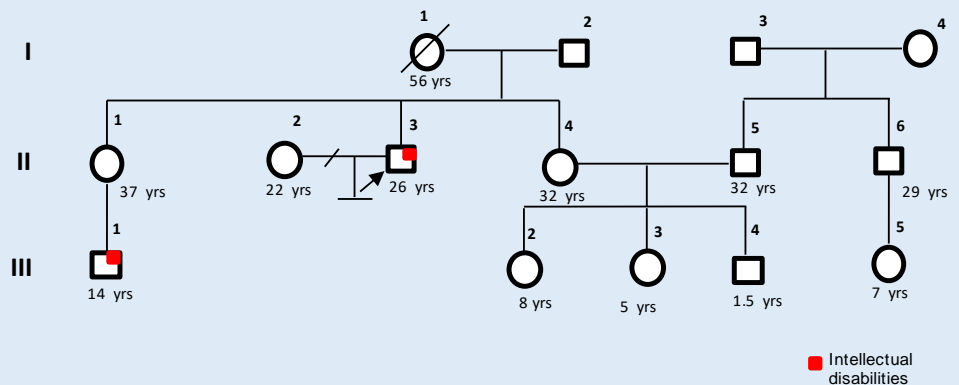 1 2 3 4
I
56 yrs
1 2 3 4 5 6
II
37 yrs 22 yrs 26 yrs 32 yrs 32 yrs 29 yrs
1 2 3 4 5
III
14 yrs 8 yrs 5 yrs 1.5 yrs 7 yrs
Intellectual
disabilities